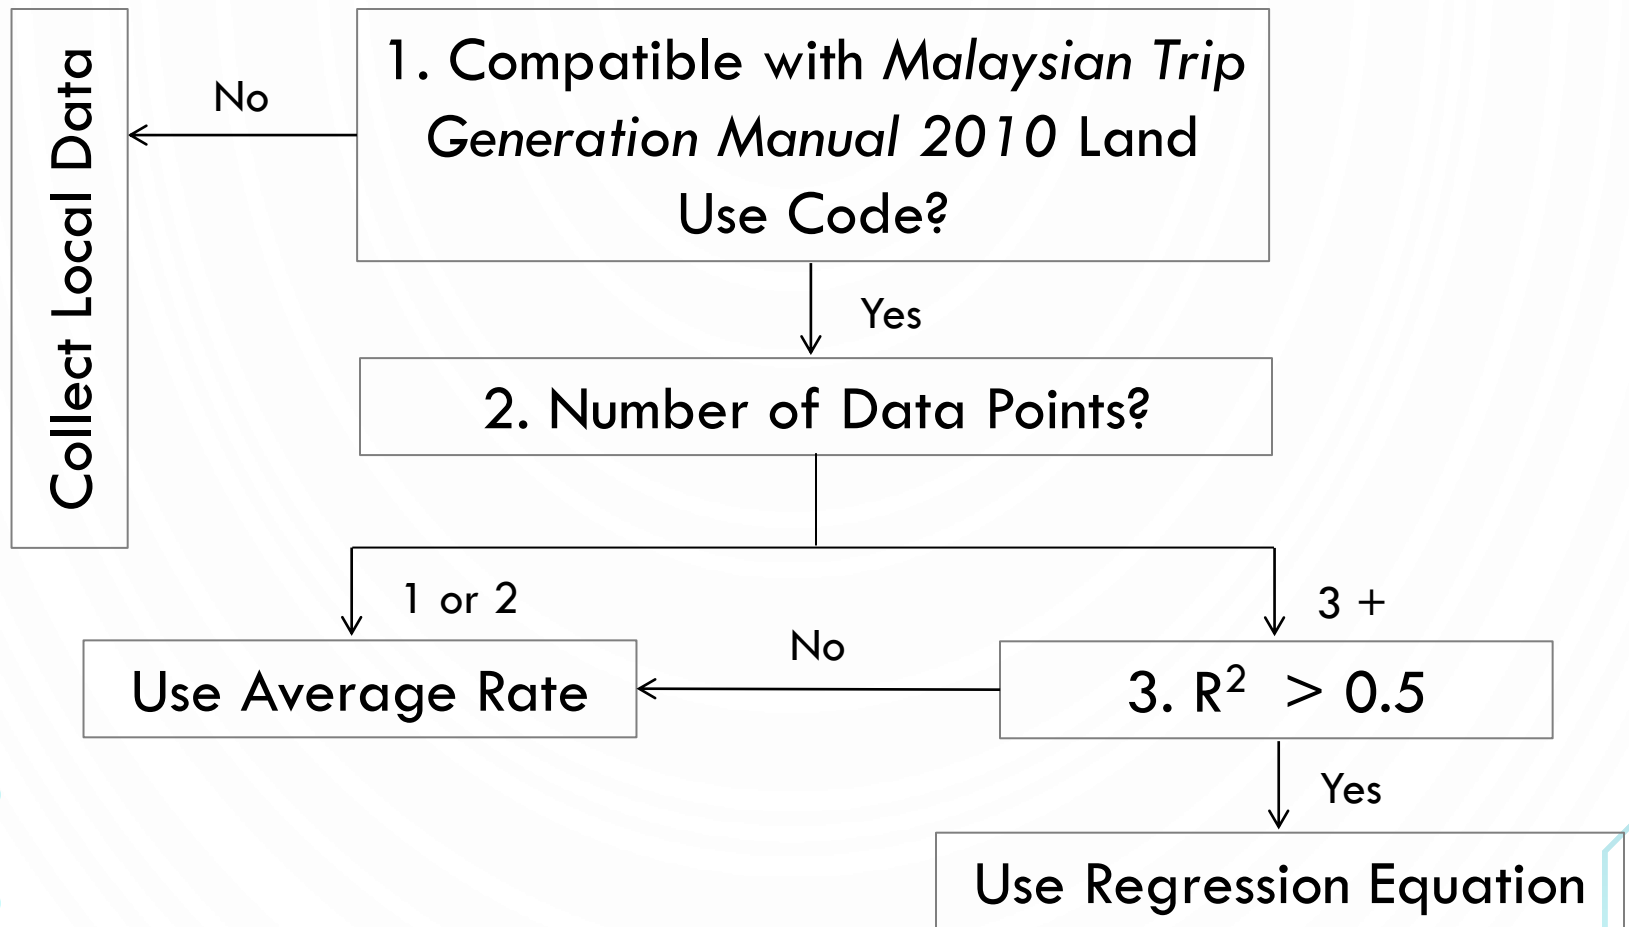 Collect Local Data
No
1. Compatible with Malaysian Trip
Generation Manual 2010 Land
Use Code?
Yes
2. Number of Data Points?
1 or 2
3 +
Use Average Rate
No
3. R² > 0.5
Yes
Use Regression Equation